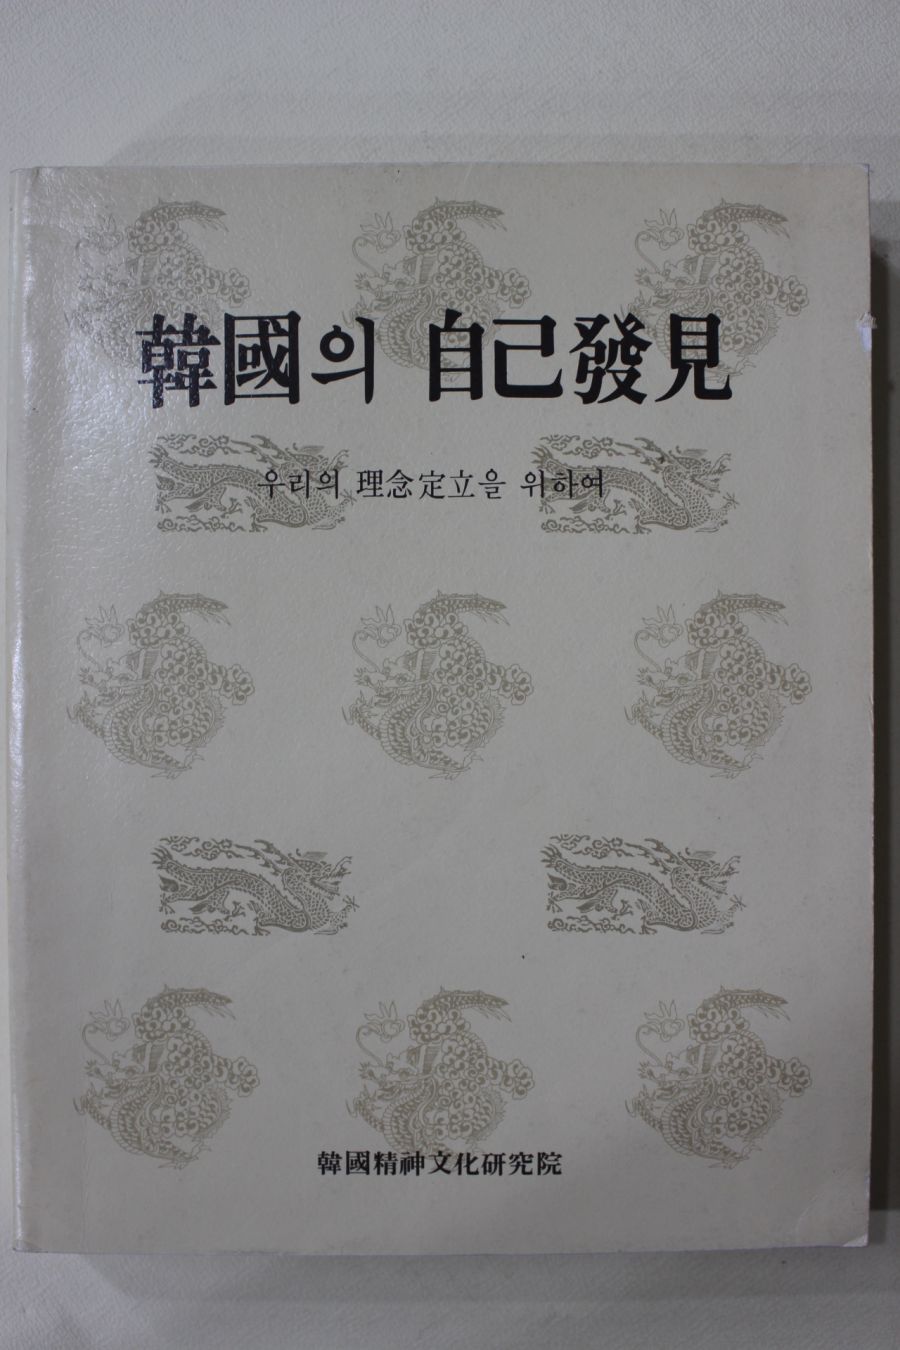 韓國의 自己發見
우리의 理念定立을 위하여
韓國精神文化硏究院